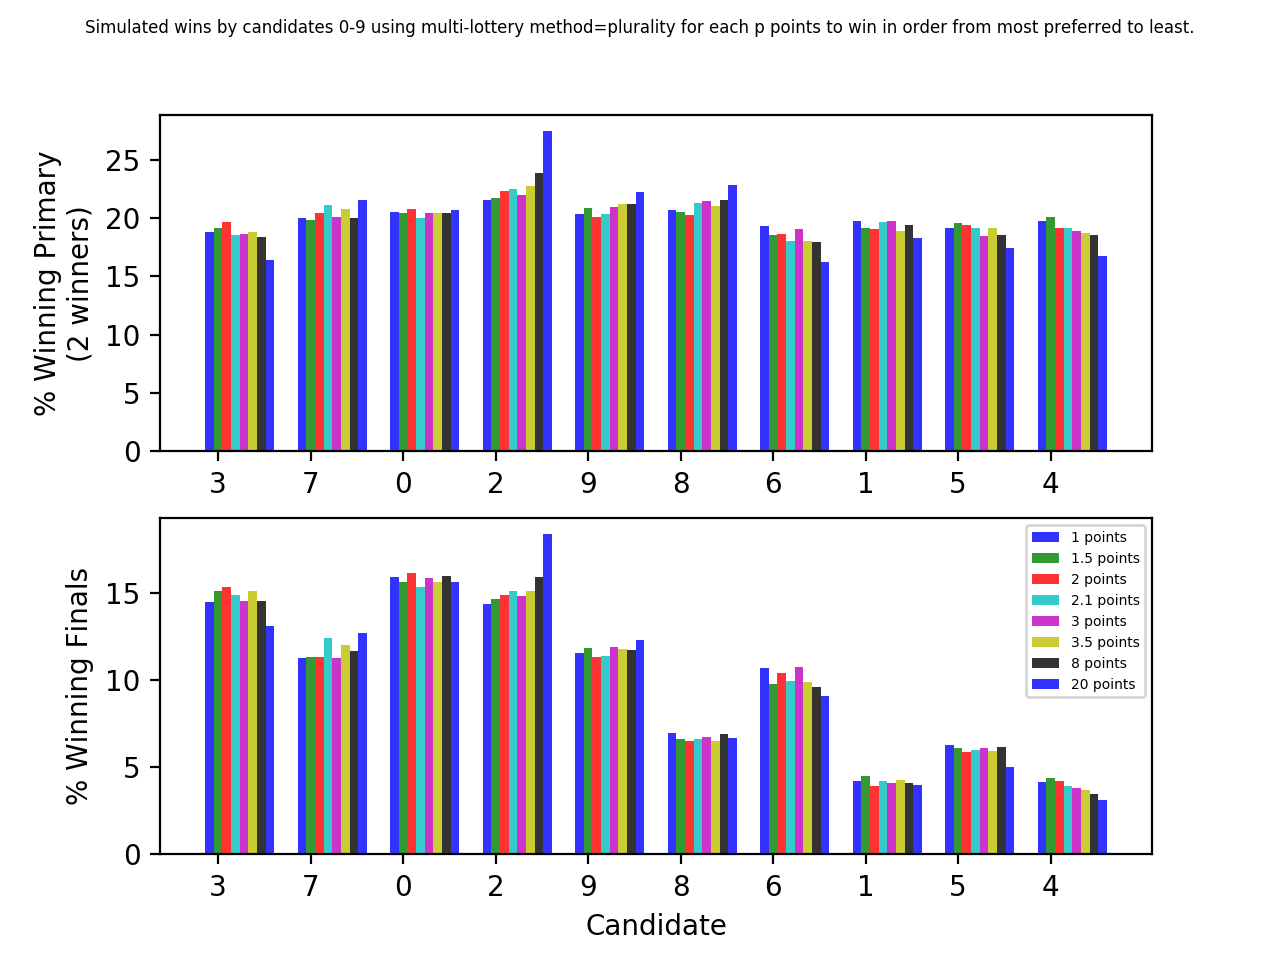 Simulated wins by candidates 0-9 using multi-lottery method=plurality for each p points to win in order from most preferred to least.
% Winning Primary
(2 winners)
25
20
15
10
5
0
3 7 0 2 9 8 6 1 5 4
% Winning Finals
15
10
5
0
1 points
1.5 points
2 points
2.1 points
3 points
3.5 points
8 points
20 points
3 7 0 2 9 8 6 1 5 4
Candidate